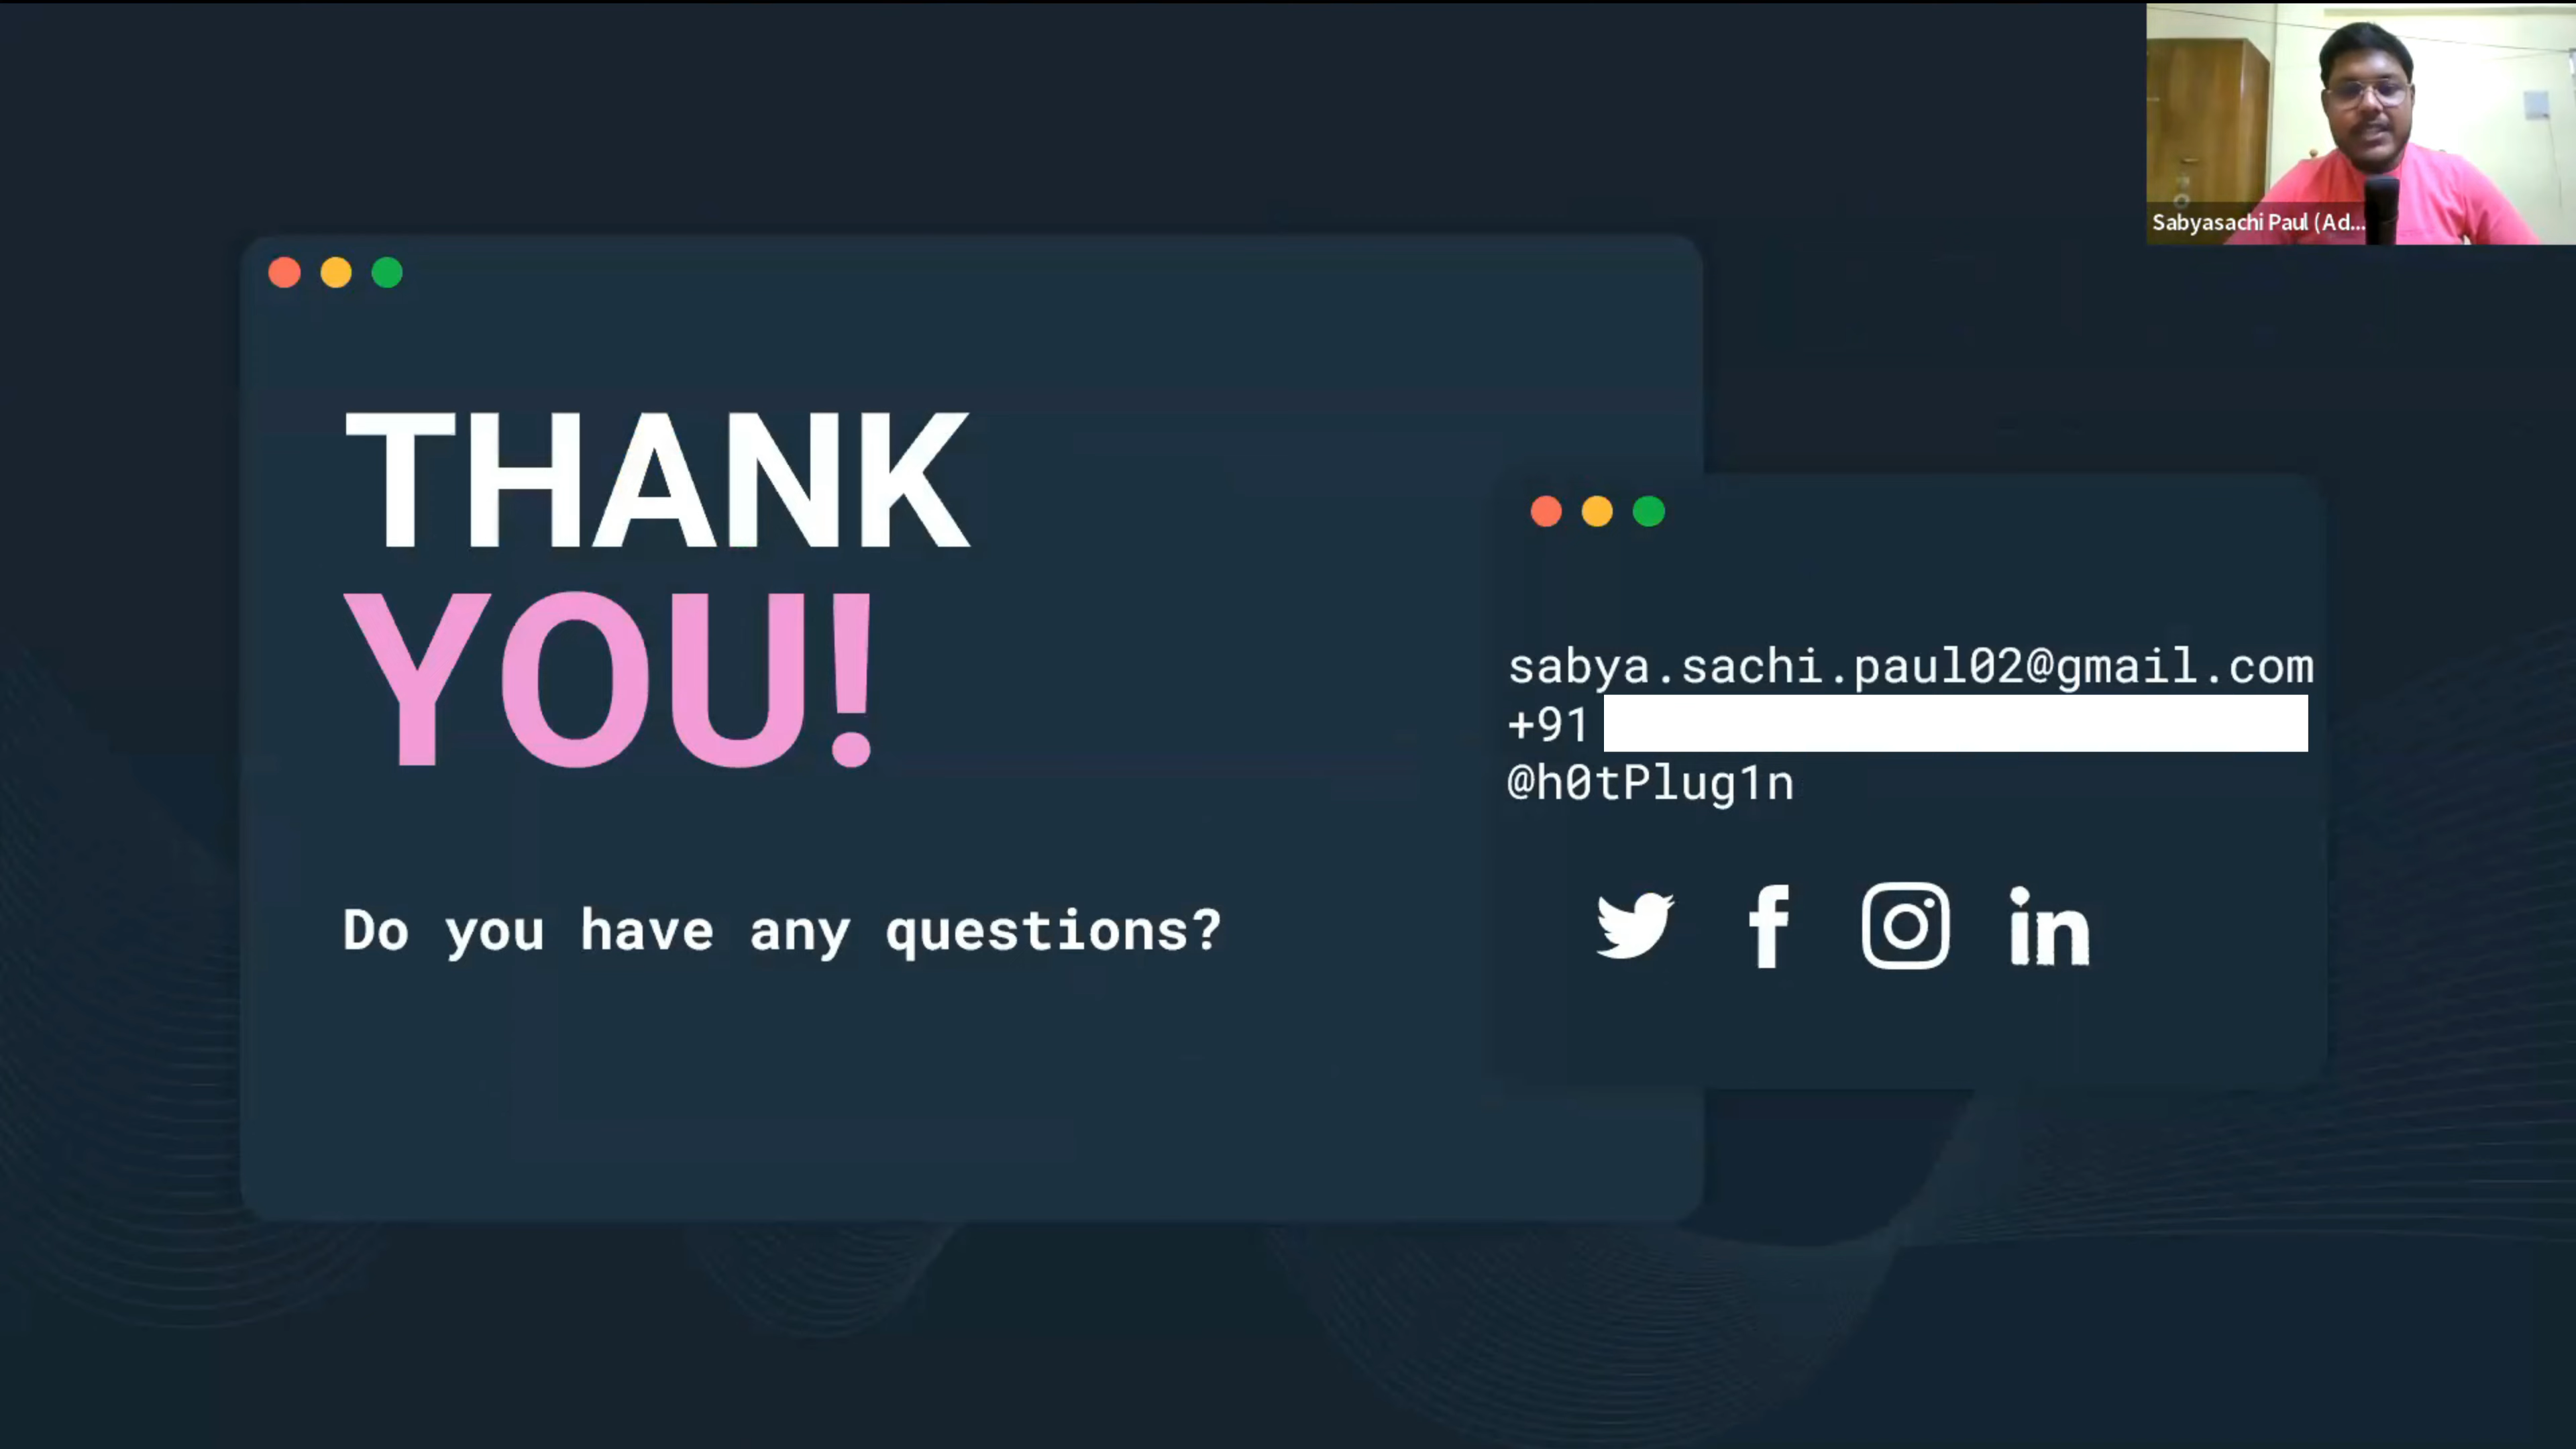 Sabyasachi Paul (Ad...
THANK
YOU!
Do you have any questions?
sabya.sachi.paul02@gmail.com
+91
@h0tPlug1n